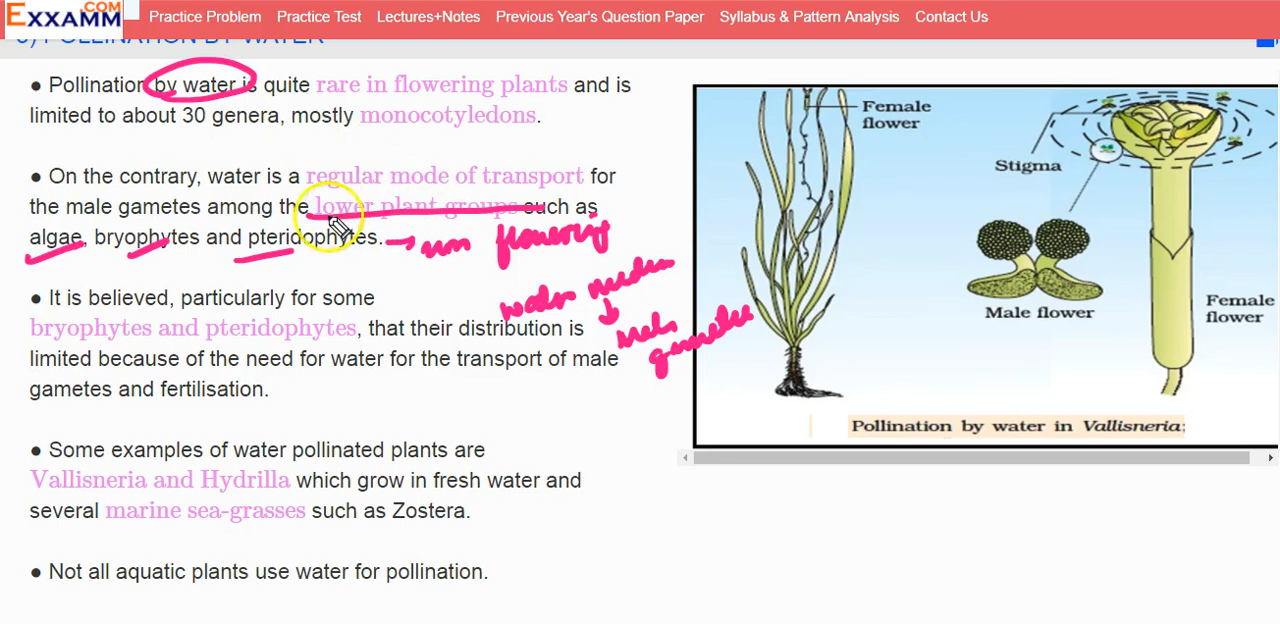 EXXAMM
.COM
Practice Problem Practice Test Lectures+Notes Previous Year's Question Paper Syllabus & Pattern Analysis Contact Us
POLLINATION BY WATER
● Pollination by water is quite rare in flowering plants and is
limited to about 30 genera, mostly monocotyledons.
● On the contrary, water is a regular mode of transport for
the male gametes among the lower plant groups such as
algae, bryophytes and pteridophytes.
→ non flowering
water needed
↓
male
gametes
● It is believed, particularly for some
bryophytes and pteridophytes, that their distribution is
limited because of the need for water for the transport of male
gametes and fertilisation.
● Some examples of water pollinated plants are
Vallisneria and Hydrilla which grow in fresh water and
several marine sea-grasses such as Zostera.
● Not all aquatic plants use water for pollination.
Female
flower
Stigma
Male flower
Female
flower
Pollination by water in Vallisneria;